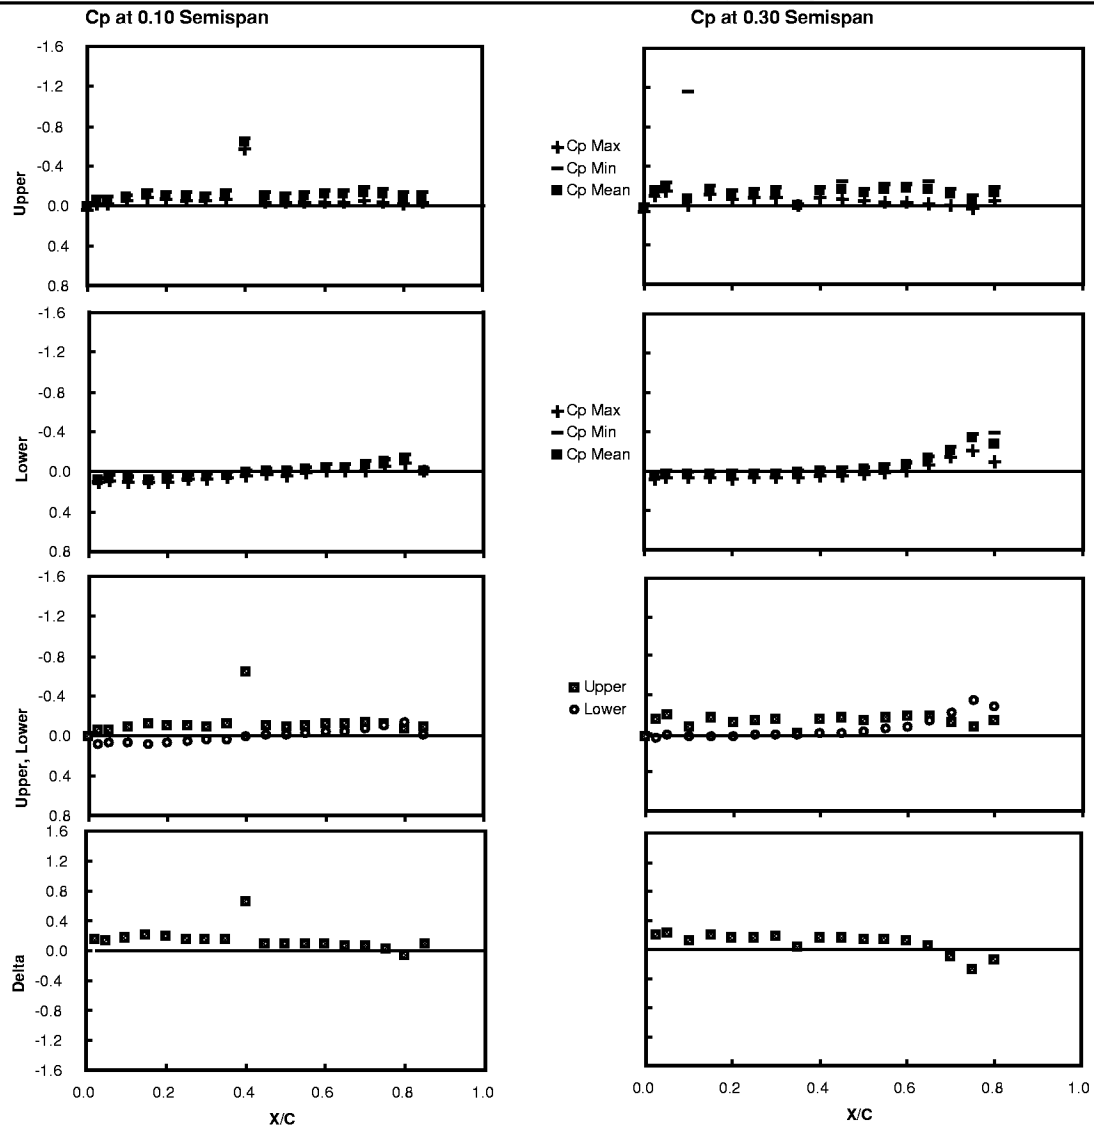 Cp at 0.10 Semispan
Cp at 0.30 Semispan
Upper
-1.6
-1.2
-0.8
-0.4
0.0
0.4
0.8
Cp Max
Cp Min
Cp Mean
Lower
-1.6
-1.2
-0.8
-0.4
0.0
0.4
0.8
Cp Max
Cp Min
Cp Mean
Upper, Lower
-1.6
-1.2
-0.8
-0.4
0.0
0.4
0.8
Upper
Lower
Delta
1.6
1.2
0.8
0.4
0.0
-0.4
-0.8
-1.2
-1.6
0.0 0.2 0.4 0.6 0.8 1.0
X/C
0.0 0.2 0.4 0.6 0.8 1.0
X/C